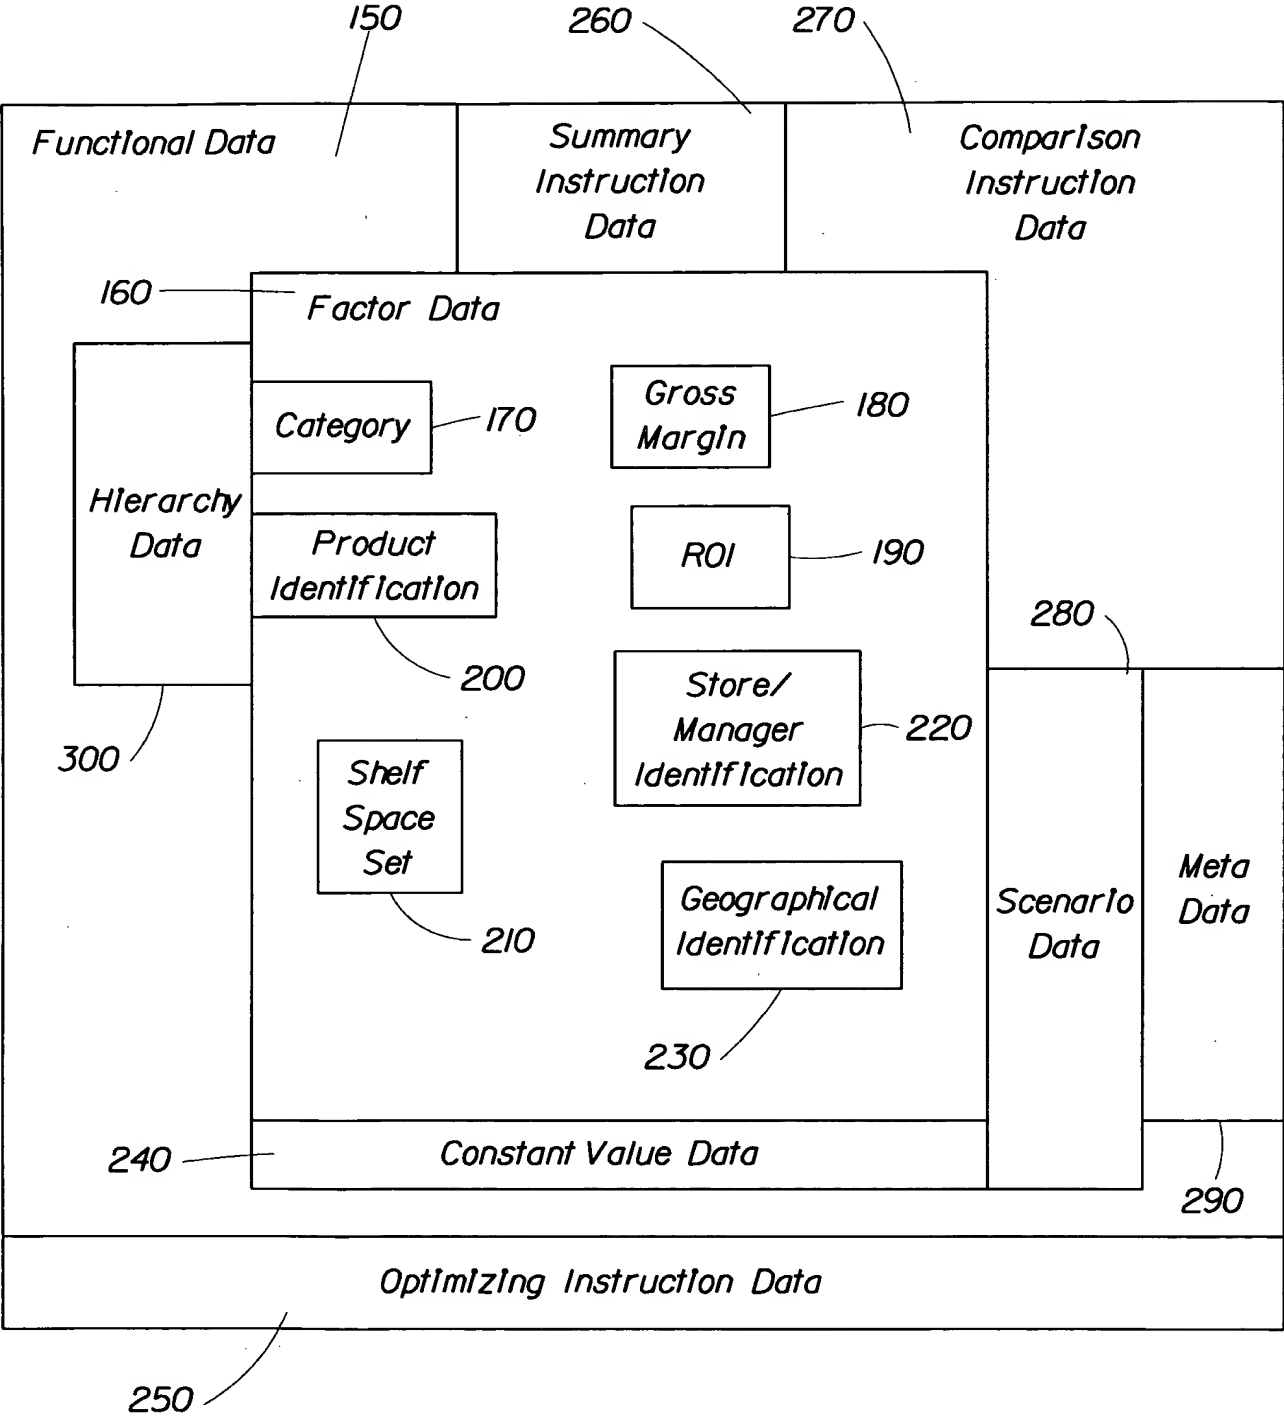 150
260
270
Functional Data
Summary
Instruction
Data
Comparison
Instruction
Data
160
Factor Data
Category
170
Gross
Margin
180
Hierarchy
Data
Product
Identification
200
ROI
190
280
300
Store/
Manager
Identification
220
Shelf
Space
Set
210
Geographical
Identification
230
Scenario
Data
Meta
Data
240
Constant Value Data
290
Optimizing Instruction Data
250